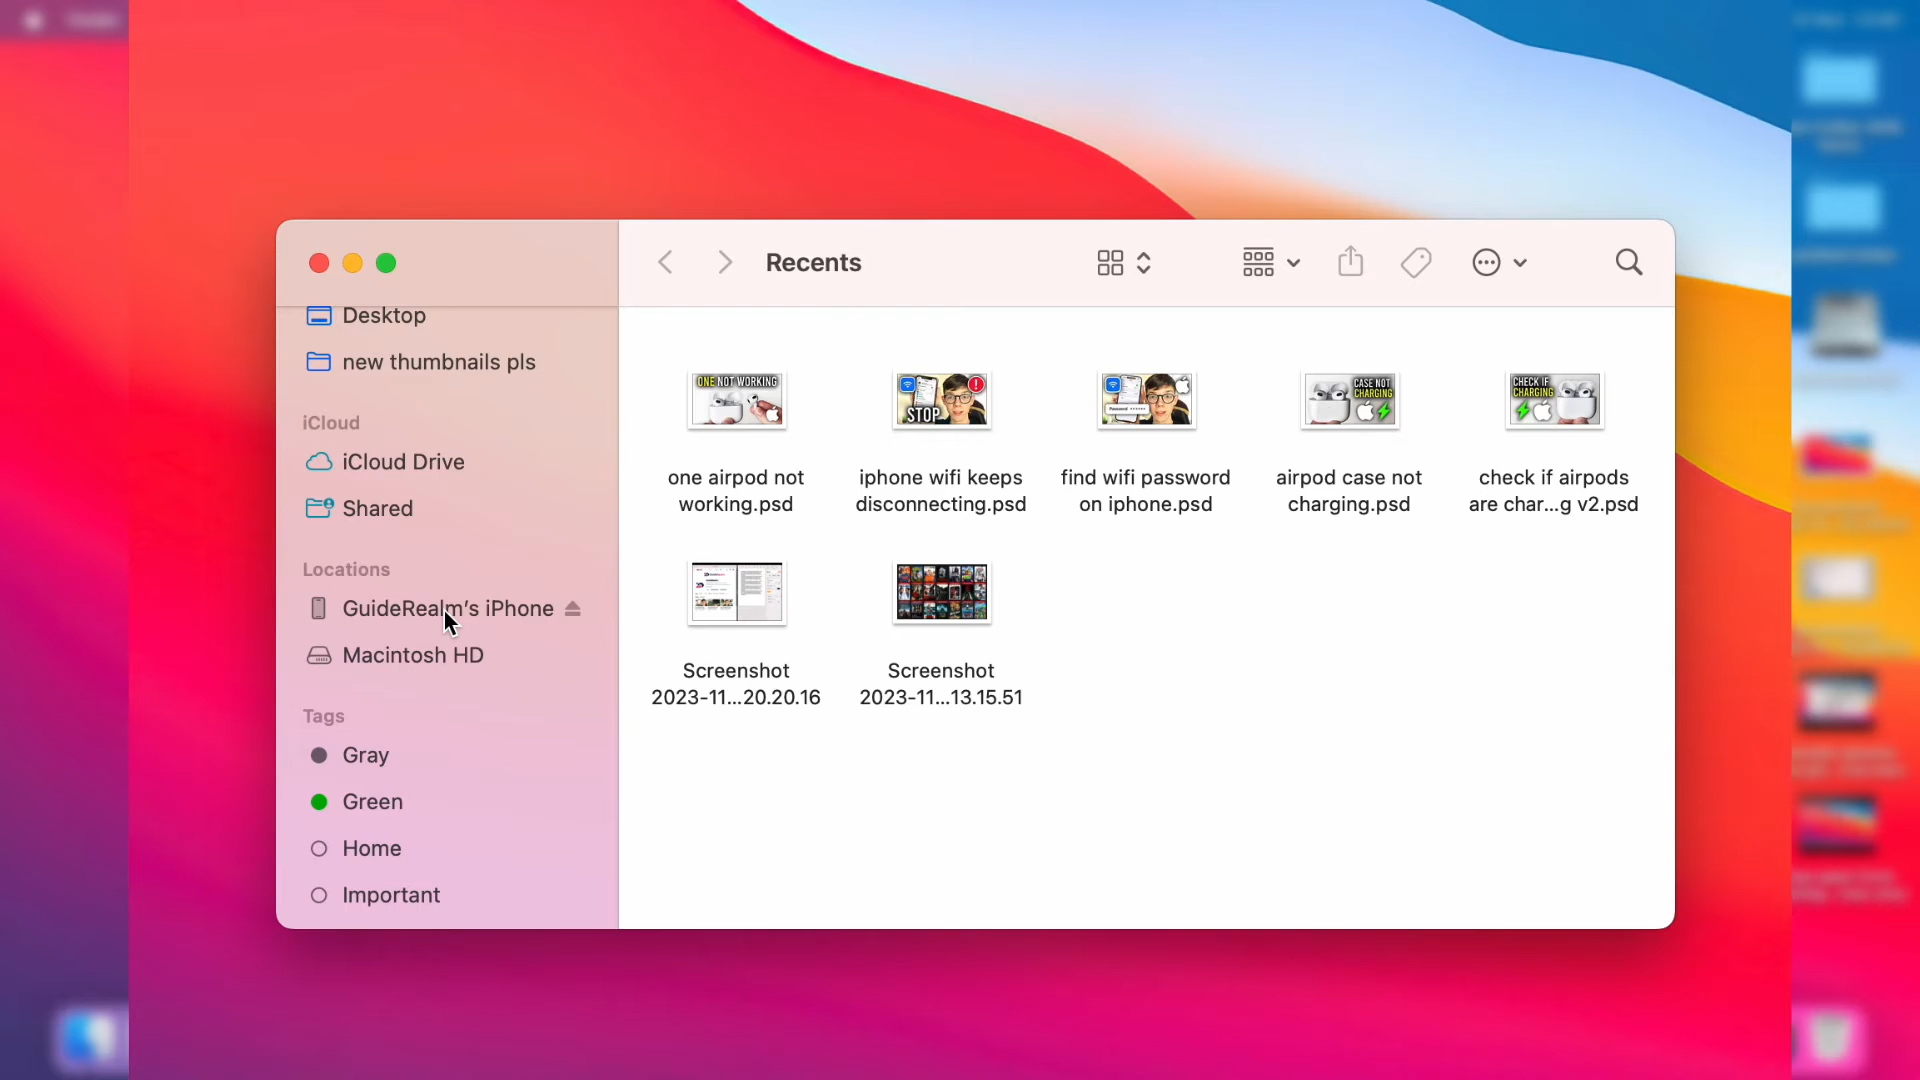 Recents
Desktop
new thumbnails pls
iCloud
iCloud Drive
Shared
Locations
GuideRealm's iPhone
Macintosh HD
Tags
Gray
Green
Home
Important
ONE NOT WORKING
one airpod not
working.psd
STOP
iphone wifi keeps
disconnecting.psd
Password
find wifi password
on iphone.psd
CASE NOT
CHARGING
airpod case not
charging.psd
CHECK IF
CHARGING
check if airpods
are char...g v2.psd
Screenshot
2023-11...20.20.16
Screenshot
2023-11...13.15.51